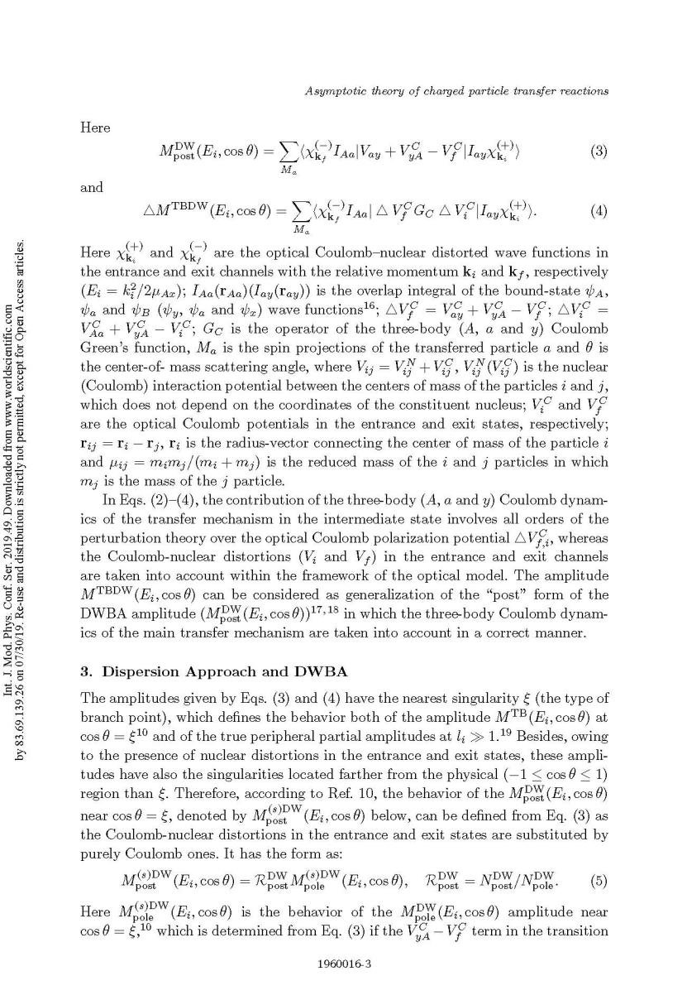 Asymptotic theory of charged particle transfer reactions
Here
M^{DW}_{post}(E_i, cos θ) = ∑_{M_a} ⟨χ^{(−)}_{k_f} I_{Aa}|V_{ay} + V^C_{yA} − V^C_f|I_{ay}χ^{(+)}_{k_i}⟩ (3)
and
△M^{TBDW}(E_i, cos θ) = ∑_{M_a} ⟨χ^{(−)}_{k_f} I_{Aa}| △ V^C_f G_C △ V^C_i|I_{ay}χ^{(+)}_{k_i}⟩. (4)
Here χ^{(+)}_{k_i} and χ^{(−)}_{k_f} are the optical Coulomb–nuclear distorted wave functions in
the entrance and exit channels with the relative momentum k_i and k_f, respectively
(E_i = k_i^2/2μ_{Ax}); I_{Aa}(r_{Aa})(I_{ay}(r_{ay})) is the overlap integral of the bound-state ψ_A,
ψ_a and ψ_B (ψ_y, ψ_a and ψ_x) wave functions^{16}; △V^C_f = V^C_{ay} + V^C_{yA} − V^C_f; △V^C_i =
V^C_{Aa} + V^C_{yA} − V^C_i; G_C is the operator of the three-body (A, a and y) Coulomb
Green's function, M_a is the spin projections of the transferred particle a and θ is
the center-of- mass scattering angle, where V_{ij} = V^N_{ij} + V^C_{ij}, V^N_{ij}(V^C_{ij}) is the nuclear
(Coulomb) interaction potential between the centers of mass of the particles i and j,
which does not depend on the coordinates of the constituent nucleus; V^C_i and V^C_f
are the optical Coulomb potentials in the entrance and exit states, respectively;
r_{ij} = r_i − r_j, r_i is the radius-vector connecting the center of mass of the particle i
and μ_{ij} = m_i m_j/(m_i + m_j) is the reduced mass of the i and j particles in which
m_j is the mass of the j particle.
In Eqs. (2)–(4), the contribution of the three-body (A, a and y) Coulomb dynam-
ics of the transfer mechanism in the intermediate state involves all orders of the
perturbation theory over the optical Coulomb polarization potential △V^C_{f,i}, whereas
the Coulomb-nuclear distortions (V_i and V_f) in the entrance and exit channels
are taken into account within the framework of the optical model. The amplitude
M^{TBDW}(E_i, cos θ) can be considered as generalization of the “post” form of the
DWBA amplitude (M^{DW}_{post}(E_i, cos θ))^{17,18} in which the three-body Coulomb dynam-
ics of the main transfer mechanism are taken into account in a correct manner.
3. Dispersion Approach and DWBA
The amplitudes given by Eqs. (3) and (4) have the nearest singularity ξ (the type of
branch point), which defines the behavior both of the amplitude M^{TB}(E_i, cos θ) at
cos θ = ξ^{10} and of the true peripheral partial amplitudes at l_i ≫ 1.^{19} Besides, owing
to the presence of nuclear distortions in the entrance and exit states, these ampli-
tudes have also the singularities located farther from the physical (−1 ≤ cos θ ≤ 1)
region than ξ. Therefore, according to Ref. 10, the behavior of the M^{DW}_{post}(E_i, cos θ)
near cos θ = ξ, denoted by M^{(s)DW}_{post}(E_i, cos θ) below, can be defined from Eq. (3) as
the Coulomb-nuclear distortions in the entrance and exit states are substituted by
purely Coulomb ones. It has the form as:
M^{(s)DW}_{post}(E_i, cos θ) = R^{DW}_{post} M^{(s)DW}_{pole}(E_i, cos θ), R^{DW}_{post} = N^{DW}_{post}/N^{DW}_{pole}. (5)
Here M^{(s)DW}_{pole}(E_i, cos θ) is the behavior of the M^{DW}_{pole}(E_i, cos θ) amplitude near
cos θ = ξ,^{10} which is determined from Eq. (3) if the V^C_{yA} − V^C_f term in the transition
1960016-3
Int. J. Mod. Phys. Conf. Ser. 2019.49. Downloaded from www.worldscientific.com
by 83.69.139.26 on 07/30/19. Re-use and distribution is strictly not permitted, except for Open Access articles.